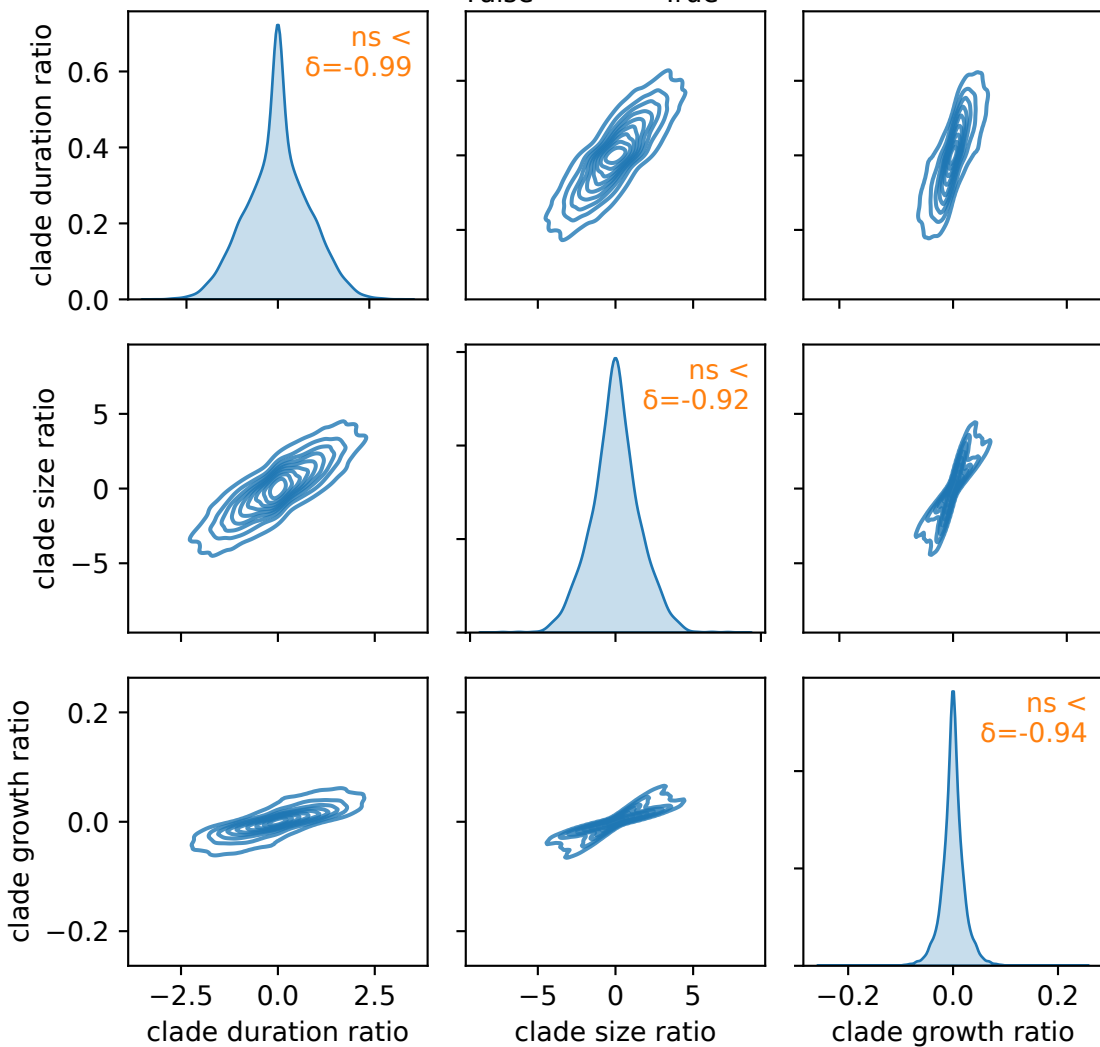 clade duration ratio
0.6
0.4
0.2
0.0
ns <
δ=-0.99
clade size ratio
5
0
−5
ns <
δ=-0.92
clade growth ratio
0.2
0.0
−0.2
ns <
δ=-0.94
−2.5 0.0 2.5
−5 0 5
−0.2 0.0 0.2
clade duration ratio
clade size ratio
clade growth ratio